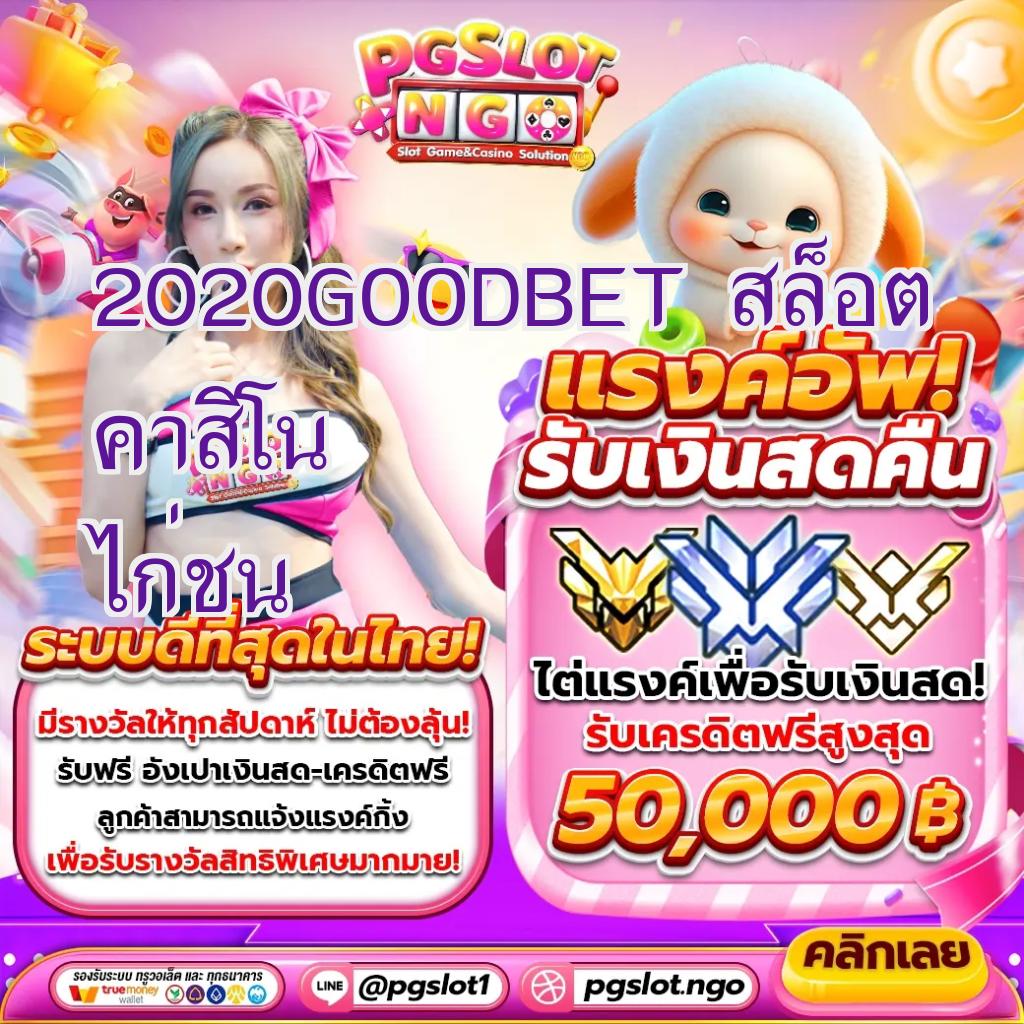 PGSLOT
NGO
Slot Game&Casino Solution
2020GOODBET สล็อต
คาสิโน
ไก่ชน
แรงค์อัพ!
รับเงินสดคืน
ระบบดีที่สุดในไทย!
มีรางวัลให้ทุกสัปดาห์ ไม่ต้องลุ้น!
รับฟรี อังเปาเงินสด-เครดิตฟรี
ลูกค้าสามารถแจ้งแรงค์กิ้ง
เพื่อรับรางวัลสิทธิพิเศษมากมาย!
ไต่แรงค์เพื่อรับเงินสด!
รับเครดิตฟรีสูงสุด
50,000 ฿
คลิกเลย
รองรับระบบ ทรูวอเล็ต และ ทุกธนาคาร
truemoney
wallet
LINE @pgslot1
pgslot.ngo